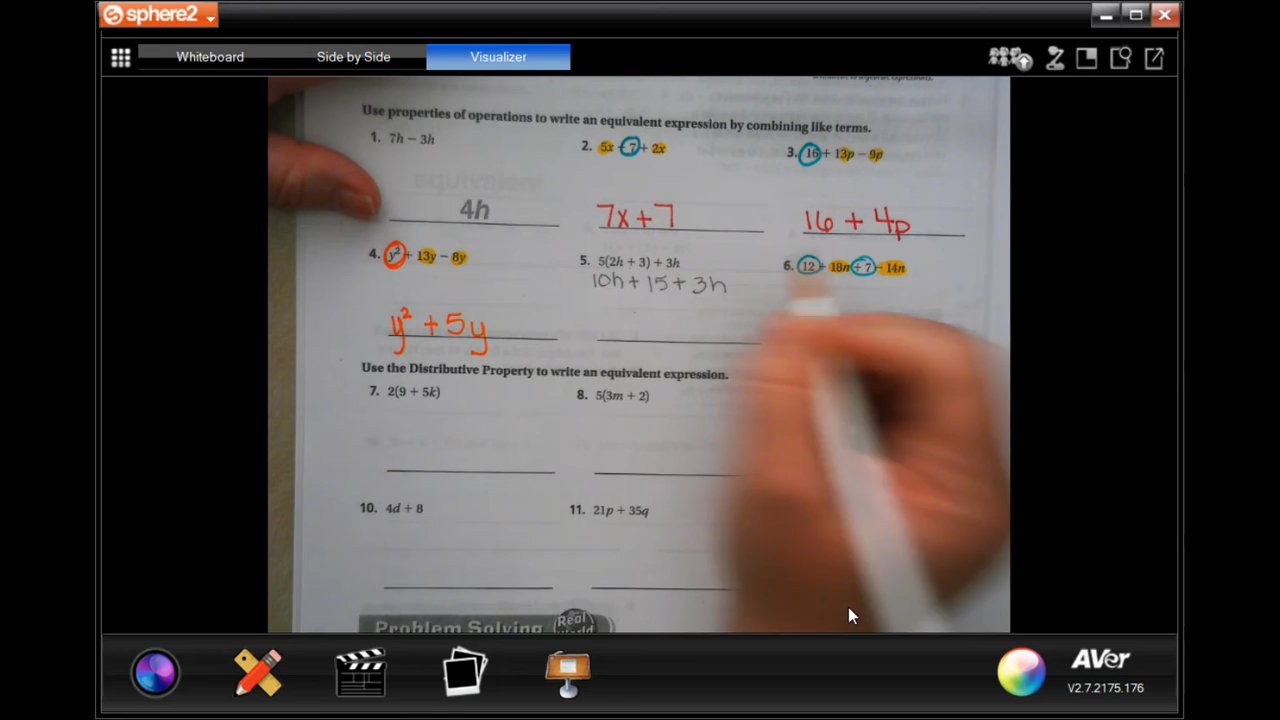 sphere2
Whiteboard Side by Side Visualizer
Use properties of operations to write an equivalent expression by combining like terms.
1. 7h − 3h
2. 5x + 7 + 2x
3. 16 + 13p − 9p
4h
7x + 7
16 + 4p
4. y² + 13y − 8y
5. 5(2h + 3) + 3h
6. 12 + 18n + 7 − 14n
10h + 15 + 3h
y² + 5y
Use the Distributive Property to write an equivalent expression.
7. 2(9 + 5k)
8. 5(3m + 2)
10. 4d + 8
11. 21p + 35q
Problem Solving Real World
AVer
V2.7.2175.176